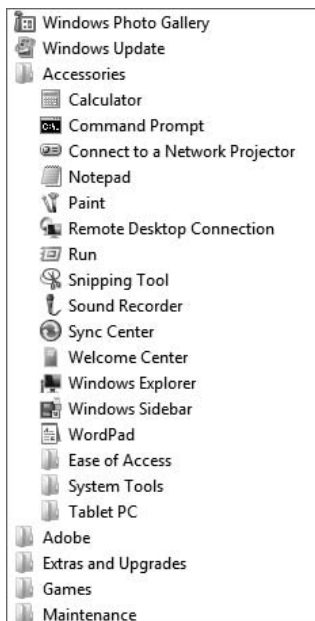 Windows Photo Gallery
Windows Update
Accessories
Calculator
Command Prompt
Connect to a Network Projector
Notepad
Paint
Remote Desktop Connection
Run
Snipping Tool
Sound Recorder
Sync Center
Welcome Center
Windows Explorer
Windows Sidebar
WordPad
Ease of Access
System Tools
Tablet PC
Adobe
Extras and Upgrades
Games
Maintenance